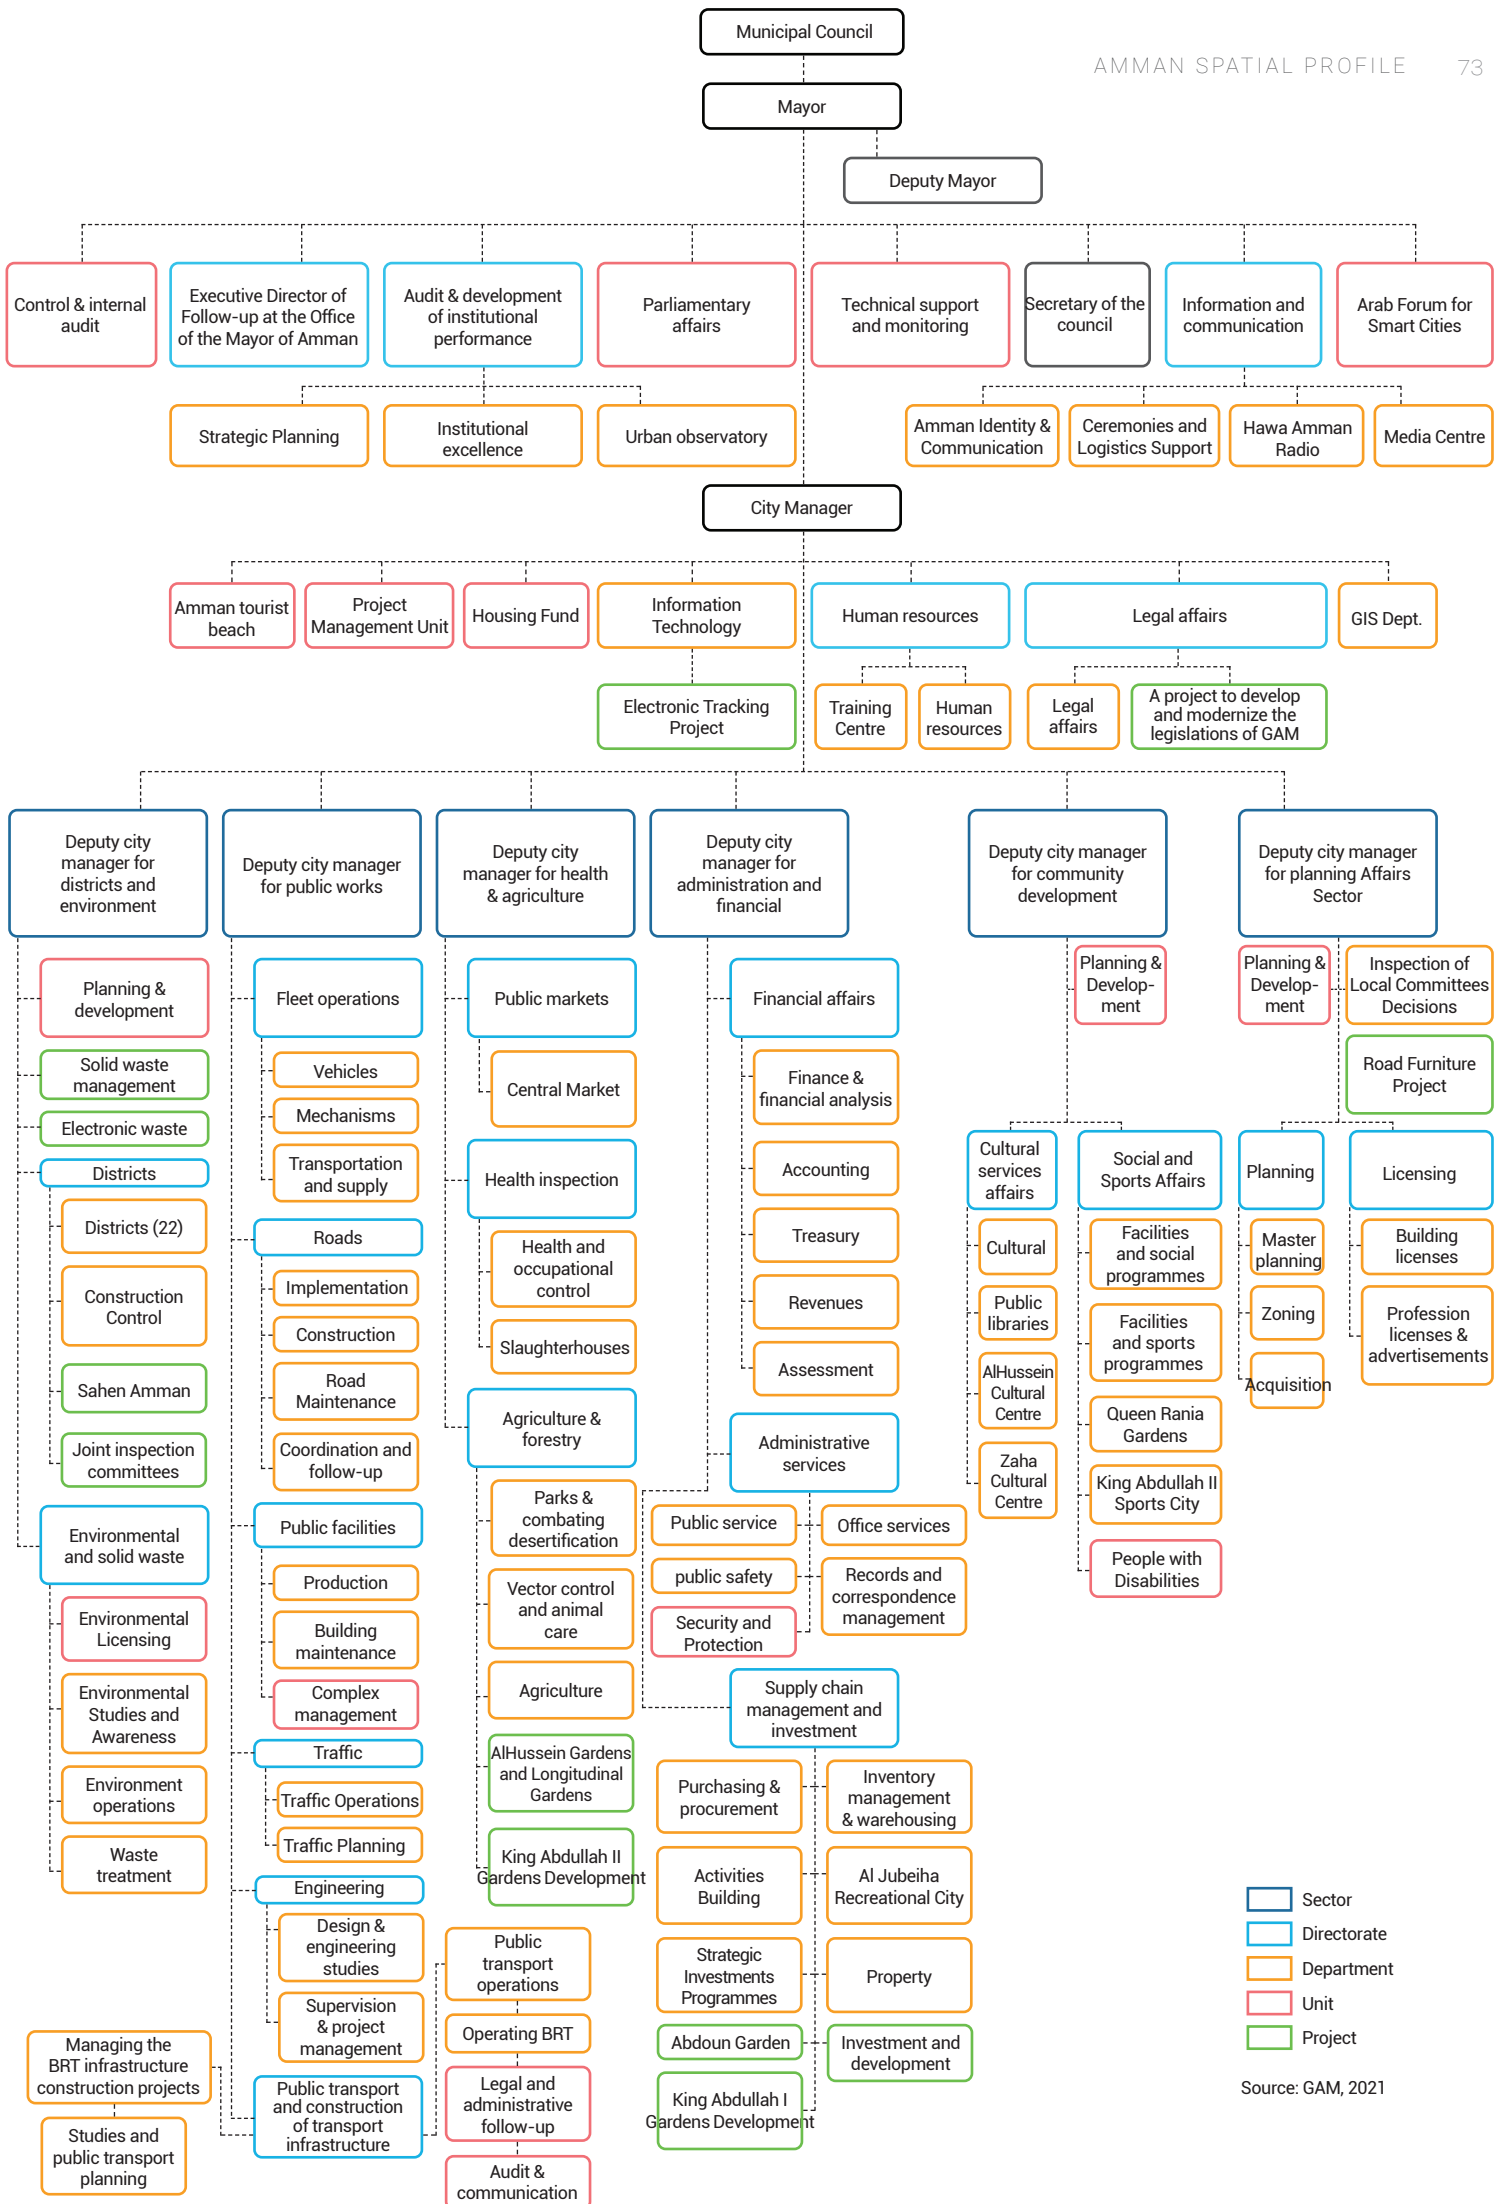 Municipal Council
AMMAN SPATIAL PROFILE 73
Mayor
Deputy Mayor
Control & internal
audit
Executive Director of
Follow-up at the Office
of the Mayor of Amman
Audit & development
of institutional
performance
Parliamentary
affairs
Technical support
and monitoring
Secretary of the
council
Information and
communication
Arab Forum for
Smart Cities
Strategic Planning
Institutional
excellence
Urban observatory
Amman Identity &
Communication
Ceremonies and
Logistics Support
Hawa Amman
Radio
Media Centre
City Manager
Amman tourist
beach
Project
Management Unit
Housing Fund
Information
Technology
Human resources
Legal affairs
GIS Dept.
Electronic Tracking
Project
Training
Centre
Human
resources
Legal
affairs
A project to develop
and modernize the
legislations of GAM
Deputy city
manager for
districts and
environment
Deputy city manager
for public works
Deputy city
manager for health
& agriculture
Deputy city
manager for
administration and
financial
Deputy city manager
for community
development
Deputy city manager
for planning Affairs
Sector
Planning &
development
Solid waste
management
Electronic waste
Districts
Districts (22)
Construction
Control
Sahen Amman
Joint inspection
committees
Environmental
and solid waste
Environmental
Licensing
Environmental
Studies and
Awareness
Environment
operations
Waste
treatment
Fleet operations
Vehicles
Mechanisms
Transportation
and supply
Roads
Implementation
Construction
Road
Maintenance
Coordination and
follow-up
Public facilities
Production
Building
maintenance
Complex
management
Traffic
Traffic Operations
Traffic Planning
Engineering
Design &
engineering
studies
Supervision
& project
management
Public transport
and construction
of transport
infrastructure
Managing the
BRT infrastructure
construction projects
Studies and
public transport
planning
Public
transport
operations
Operating BRT
Legal and
administrative
follow-up
Audit &
communication
Public markets
Central Market
Health inspection
Health and
occupational
control
Slaughterhouses
Agriculture &
forestry
Parks &
combating
desertification
Vector control
and animal
care
Agriculture
AlHussein Gardens
and Longitudinal
Gardens
King Abdullah II
Gardens Development
Financial affairs
Finance &
financial analysis
Accounting
Treasury
Revenues
Assessment
Administrative
services
Public service
Office services
public safety
Records and
correspondence
management
Security and
Protection
Supply chain
management and
investment
Purchasing &
procurement
Inventory
management
& warehousing
Activities
Building
Al Jubeiha
Recreational City
Strategic
Investments
Programmes
Property
Abdoun Garden
Investment and
development
King Abdullah I
Gardens Development
Planning &
Develop-
ment
Cultural
services
affairs
Social and
Sports Affairs
Cultural
Public
libraries
AlHussein
Cultural
Centre
Zaha
Cultural
Centre
Facilities
and social
programmes
Facilities
and sports
programmes
Queen Rania
Gardens
King Abdullah II
Sports City
People with
Disabilities
Planning &
Develop-
ment
Inspection of
Local Committees
Decisions
Road Furniture
Project
Planning
Licensing
Master
planning
Zoning
Acquisition
Building
licenses
Profession
licenses &
advertisements
Sector
Directorate
Department
Unit
Project
Source: GAM, 2021